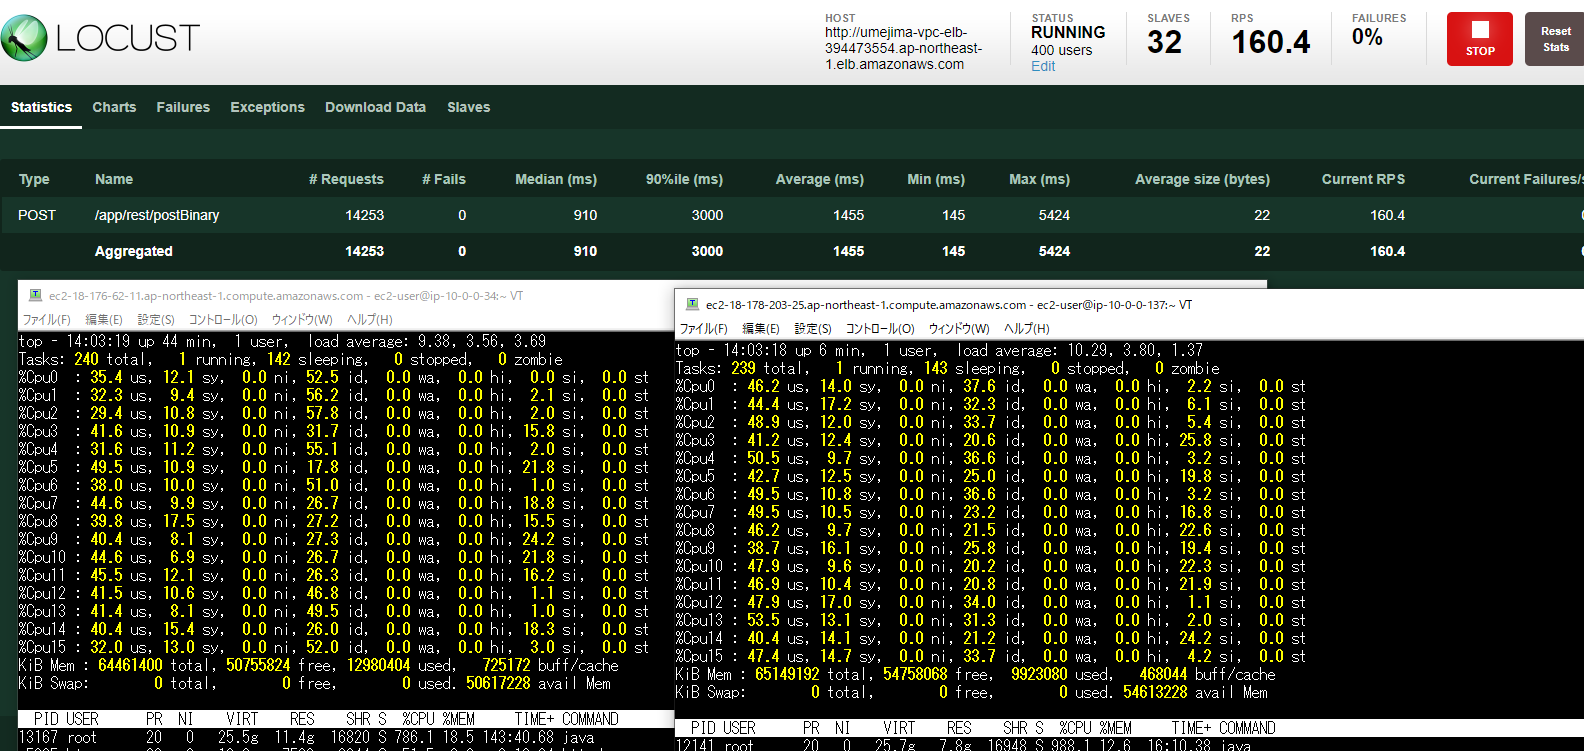 LOCUST
HOST
http://umejima-vpc-elb-
394473554.ap-northeast-
1.elb.amazonaws.com
STATUS
RUNNING
400 users
Edit
SLAVES
32
RPS
160.4
FAILURES
0%
STOP
Reset
Stats
Statistics Charts Failures Exceptions Download Data Slaves
Type Name # Requests # Fails Median (ms) 90%ile (ms) Average (ms) Min (ms) Max (ms) Average size (bytes) Current RPS Current Failures/s
POST /app/rest/postBinary 14253 0 910 3000 1455 145 5424 22 160.4
Aggregated 14253 0 910 3000 1455 145 5424 22 160.4
ec2-18-176-62-11.ap-northeast-1.compute.amazonaws.com - ec2-user@ip-10-0-0-34:~ VT
ファイル(F) 編集(E) 設定(S) コントロール(O) ウィンドウ(W) ヘルプ(H)
top - 14:03:19 up 44 min, 1 user, load average: 9.38, 3.56, 3.69
Tasks: 240 total, 1 running, 142 sleeping, 0 stopped, 0 zombie
%Cpu0 : 35.4 us, 12.1 sy, 0.0 ni, 52.5 id, 0.0 wa, 0.0 hi, 0.0 si, 0.0 st
%Cpu1 : 32.3 us, 9.4 sy, 0.0 ni, 56.2 id, 0.0 wa, 0.0 hi, 2.1 si, 0.0 st
%Cpu2 : 29.4 us, 10.8 sy, 0.0 ni, 57.8 id, 0.0 wa, 0.0 hi, 2.0 si, 0.0 st
%Cpu3 : 41.6 us, 10.9 sy, 0.0 ni, 31.7 id, 0.0 wa, 0.0 hi, 15.8 si, 0.0 st
%Cpu4 : 31.6 us, 11.2 sy, 0.0 ni, 55.1 id, 0.0 wa, 0.0 hi, 2.0 si, 0.0 st
%Cpu5 : 49.5 us, 10.9 sy, 0.0 ni, 17.8 id, 0.0 wa, 0.0 hi, 21.8 si, 0.0 st
%Cpu6 : 38.0 us, 10.0 sy, 0.0 ni, 51.0 id, 0.0 wa, 0.0 hi, 1.0 si, 0.0 st
%Cpu7 : 44.6 us, 9.9 sy, 0.0 ni, 26.7 id, 0.0 wa, 0.0 hi, 18.8 si, 0.0 st
%Cpu8 : 39.8 us, 17.5 sy, 0.0 ni, 27.2 id, 0.0 wa, 0.0 hi, 15.5 si, 0.0 st
%Cpu9 : 40.4 us, 8.1 sy, 0.0 ni, 27.3 id, 0.0 wa, 0.0 hi, 24.2 si, 0.0 st
%Cpu10 : 44.6 us, 6.9 sy, 0.0 ni, 26.7 id, 0.0 wa, 0.0 hi, 21.8 si, 0.0 st
%Cpu11 : 45.5 us, 12.1 sy, 0.0 ni, 26.3 id, 0.0 wa, 0.0 hi, 16.2 si, 0.0 st
%Cpu12 : 41.5 us, 10.6 sy, 0.0 ni, 46.8 id, 0.0 wa, 0.0 hi, 1.1 si, 0.0 st
%Cpu13 : 41.4 us, 8.1 sy, 0.0 ni, 49.5 id, 0.0 wa, 0.0 hi, 1.0 si, 0.0 st
%Cpu14 : 40.4 us, 15.4 sy, 0.0 ni, 26.0 id, 0.0 wa, 0.0 hi, 18.3 si, 0.0 st
%Cpu15 : 32.0 us, 13.0 sy, 0.0 ni, 52.0 id, 0.0 wa, 0.0 hi, 3.0 si, 0.0 st
KiB Mem : 64461400 total, 50755824 free, 12980404 used, 725172 buff/cache
KiB Swap: 0 total, 0 free, 0 used. 50617228 avail Mem
PID USER PR NI VIRT RES SHR S %CPU %MEM TIME+ COMMAND
13167 root 20 0 25.5g 11.4g 16820 S 786.1 18.5 143:40.68 java
ec2-18-178-203-25.ap-northeast-1.compute.amazonaws.com - ec2-user@ip-10-0-0-137:~ VT
ファイル(F) 編集(E) 設定(S) コントロール(O) ウィンドウ(W) ヘルプ(H)
top - 14:03:18 up 6 min, 1 user, load average: 10.29, 3.80, 1.37
Tasks: 239 total, 1 running, 143 sleeping, 0 stopped, 0 zombie
%Cpu0 : 46.2 us, 14.0 sy, 0.0 ni, 37.6 id, 0.0 wa, 0.0 hi, 2.2 si, 0.0 st
%Cpu1 : 44.4 us, 17.2 sy, 0.0 ni, 32.3 id, 0.0 wa, 0.0 hi, 6.1 si, 0.0 st
%Cpu2 : 48.9 us, 12.0 sy, 0.0 ni, 33.7 id, 0.0 wa, 0.0 hi, 5.4 si, 0.0 st
%Cpu3 : 41.2 us, 12.4 sy, 0.0 ni, 20.6 id, 0.0 wa, 0.0 hi, 25.8 si, 0.0 st
%Cpu4 : 50.5 us, 9.7 sy, 0.0 ni, 36.6 id, 0.0 wa, 0.0 hi, 3.2 si, 0.0 st
%Cpu5 : 42.7 us, 12.5 sy, 0.0 ni, 25.0 id, 0.0 wa, 0.0 hi, 19.8 si, 0.0 st
%Cpu6 : 49.5 us, 10.8 sy, 0.0 ni, 36.6 id, 0.0 wa, 0.0 hi, 3.2 si, 0.0 st
%Cpu7 : 49.5 us, 10.5 sy, 0.0 ni, 23.2 id, 0.0 wa, 0.0 hi, 16.8 si, 0.0 st
%Cpu8 : 46.2 us, 9.7 sy, 0.0 ni, 21.5 id, 0.0 wa, 0.0 hi, 22.6 si, 0.0 st
%Cpu9 : 38.7 us, 16.1 sy, 0.0 ni, 25.8 id, 0.0 wa, 0.0 hi, 19.4 si, 0.0 st
%Cpu10 : 47.9 us, 9.6 sy, 0.0 ni, 20.2 id, 0.0 wa, 0.0 hi, 22.3 si, 0.0 st
%Cpu11 : 46.9 us, 10.4 sy, 0.0 ni, 20.8 id, 0.0 wa, 0.0 hi, 21.9 si, 0.0 st
%Cpu12 : 47.9 us, 17.0 sy, 0.0 ni, 34.0 id, 0.0 wa, 0.0 hi, 1.1 si, 0.0 st
%Cpu13 : 53.5 us, 13.1 sy, 0.0 ni, 31.3 id, 0.0 wa, 0.0 hi, 2.0 si, 0.0 st
%Cpu14 : 40.4 us, 14.1 sy, 0.0 ni, 21.2 id, 0.0 wa, 0.0 hi, 24.2 si, 0.0 st
%Cpu15 : 47.4 us, 14.7 sy, 0.0 ni, 33.7 id, 0.0 wa, 0.0 hi, 4.2 si, 0.0 st
KiB Mem : 65149192 total, 54758068 free, 9923080 used, 468044 buff/cache
KiB Swap: 0 total, 0 free, 0 used. 54613228 avail Mem
PID USER PR NI VIRT RES SHR S %CPU %MEM TIME+ COMMAND
12141 root 20 0 25.7g 7.8g 16948 S 988.1 12.6 16:10.38 java